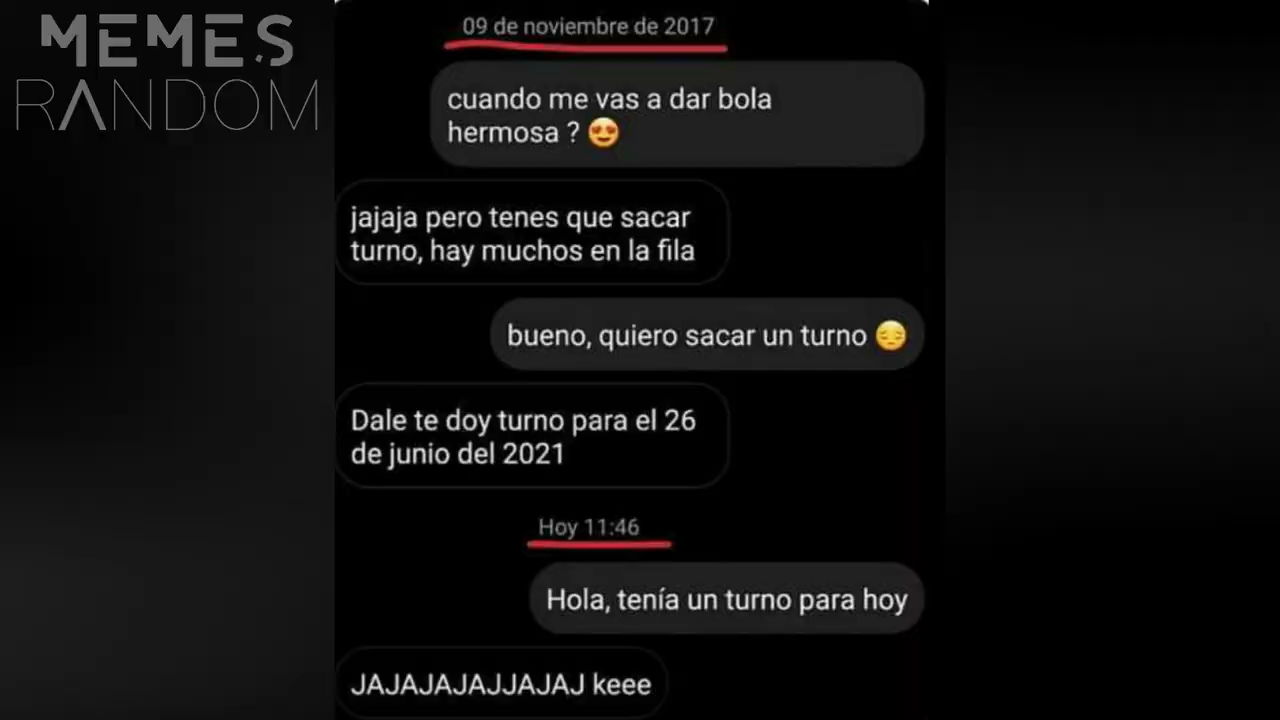 MEMES
RANDOM
09 de noviembre de 2017
cuando me vas a dar bola
hermosa ? 😍
jajaja pero tenes que sacar
turno, hay muchos en la fila
bueno, quiero sacar un turno 😔
Dale te doy turno para el 26
de junio del 2021
Hoy 11:46
Hola, tenía un turno para hoy
JAJAJAJAJJAJAJ keee